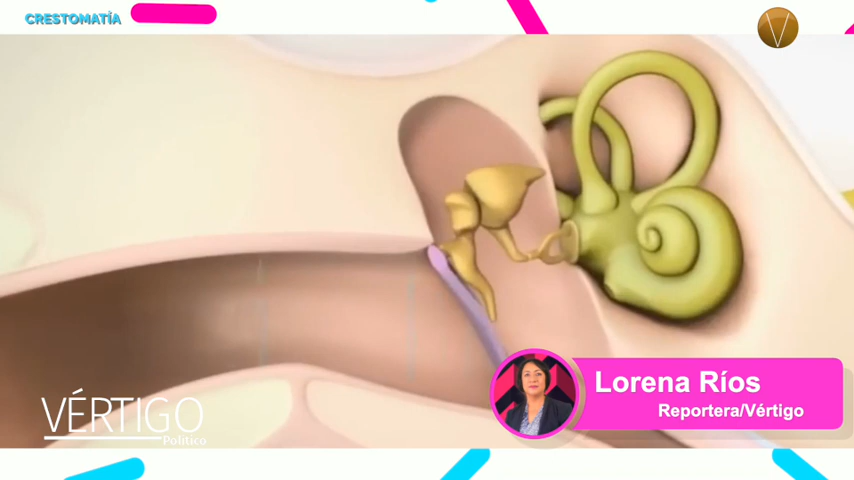 CRESTOMATÍA
V
Lorena Ríos
Reportera/Vértigo
VÉRTIGO
Político